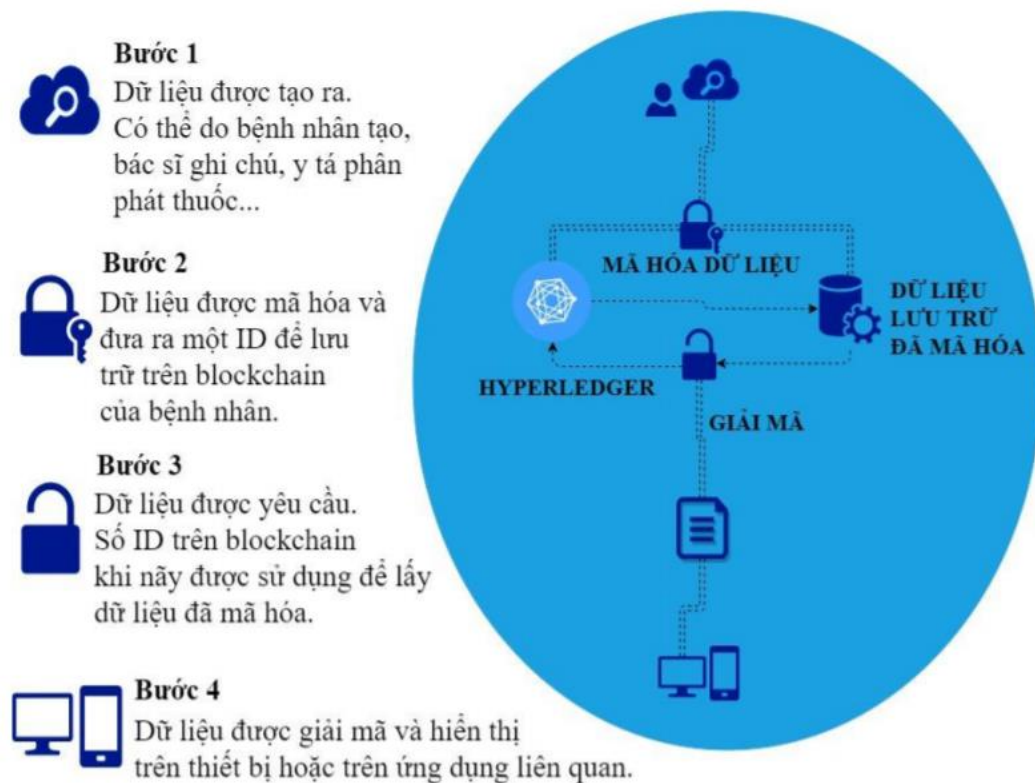 Bước 1
Dữ liệu được tạo ra.
Có thể do bệnh nhân tạo,
bác sĩ ghi chú, y tá phân
phát thuốc...
Bước 2
Dữ liệu được mã hóa và
đưa ra một ID để lưu
trữ trên blockchain
của bệnh nhân.
Bước 3
Dữ liệu được yêu cầu.
Số ID trên blockchain
khi nãy được sử dụng để lấy
dữ liệu đã mã hóa.
Bước 4
Dữ liệu được giải mã và hiển thị
trên thiết bị hoặc trên ứng dụng liên quan.
MÃ HÓA DỮ LIỆU
DỮ LIỆU
LƯU TRỮ
ĐÃ MÃ HÓA
HYPERLEDGER
GIẢI MÃ